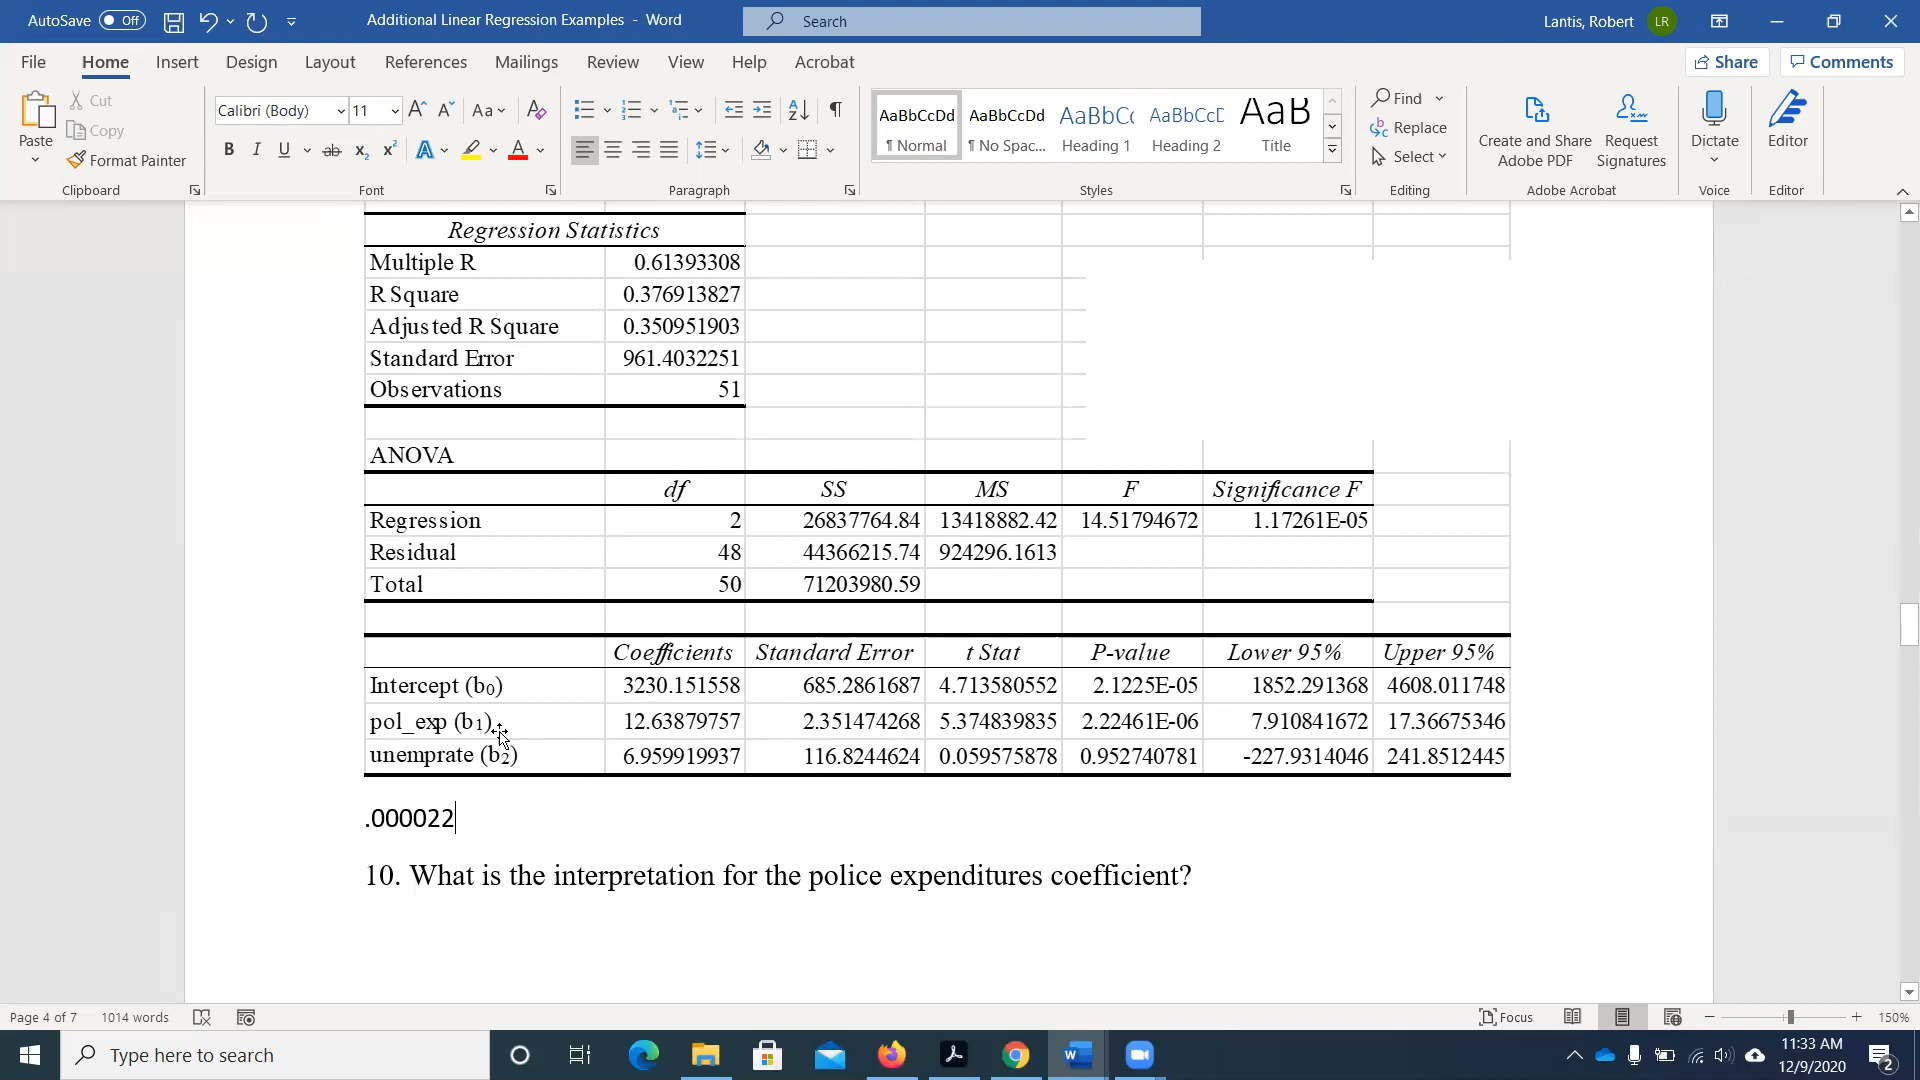 AutoSave Off
Additional Linear Regression Examples - Word
Search
Lantis, Robert LR
File Home Insert Design Layout References Mailings Review View Help Acrobat Share Comments
Paste Cut Copy Format Painter
Clipboard
Calibri (Body) 11
Font
Paragraph
AaBbCcDd AaBbCcDd AaBbC AaBbCcD AaB
¶ Normal ¶ No Spac... Heading 1 Heading 2 Title
Styles
Find
Replace
Select
Editing
Create and Share Adobe PDF
Request Signatures
Adobe Acrobat
Dictate
Voice
Editor
Editor
Regression Statistics
Multiple R 0.61393308
R Square 0.376913827
Adjusted R Square 0.350951903
Standard Error 961.4032251
Observations 51
ANOVA
df SS MS F Significance F
Regression 2 26837764.84 13418882.42 14.51794672 1.17261E-05
Residual 48 44366215.74 924296.1613
Total 50 71203980.59
Coefficients Standard Error t Stat P-value Lower 95% Upper 95%
Intercept (b0) 3230.151558 685.2861687 4.713580552 2.1225E-05 1852.291368 4608.011748
pol_exp (b1) 12.63879757 2.351474268 5.374839835 2.22461E-06 7.910841672 17.36675346
unemprate (b2) 6.959919937 116.8244624 0.059575878 0.952740781 -227.9314046 241.8512445
.000022
10. What is the interpretation for the police expenditures coefficient?
Page 4 of 7 1014 words
Focus
150%
Type here to search
11:33 AM
12/9/2020
2